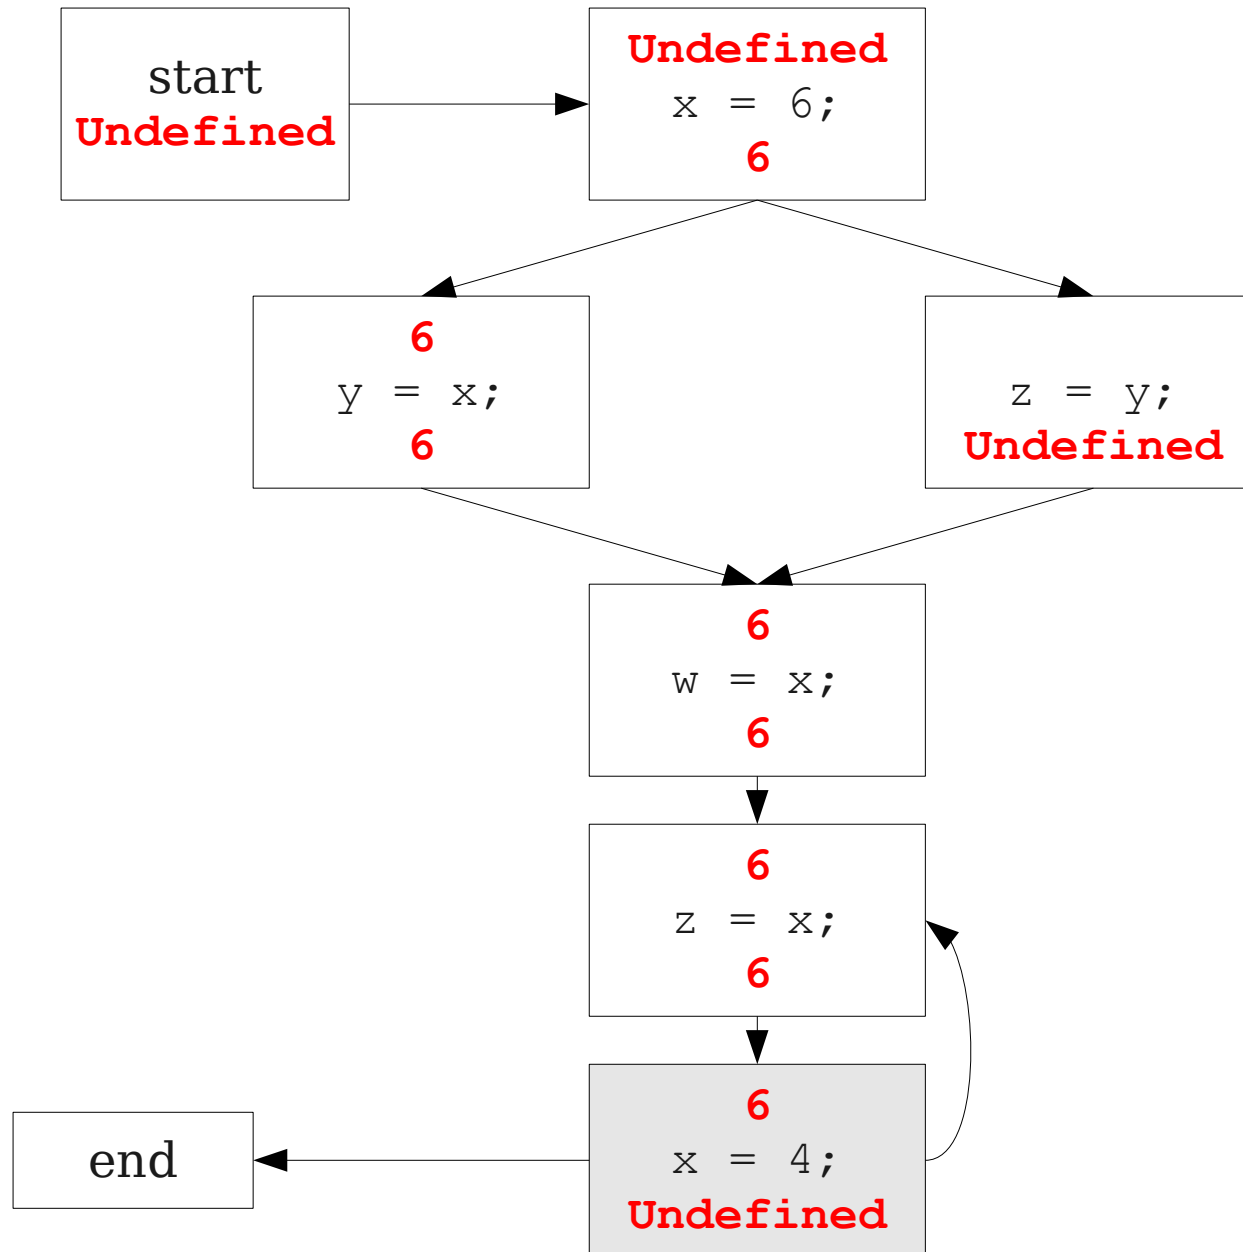 start
Undefined
Undefined
x = 6;
6
6
y = x;
6
z = y;
Undefined
6
w = x;
6
6
z = x;
6
6
x = 4;
Undefined
end